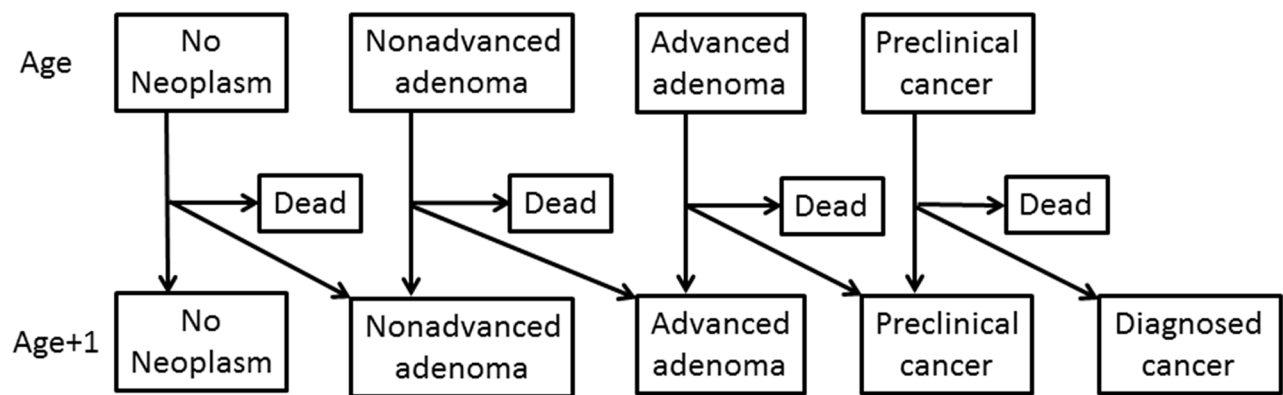 Age
No
Neoplasm
Nonadvanced
adenoma
Advanced
adenoma
Preclinical
cancer
Dead
Dead
Dead
Dead
Age+1
No
Neoplasm
Nonadvanced
adenoma
Advanced
adenoma
Preclinical
cancer
Diagnosed
cancer